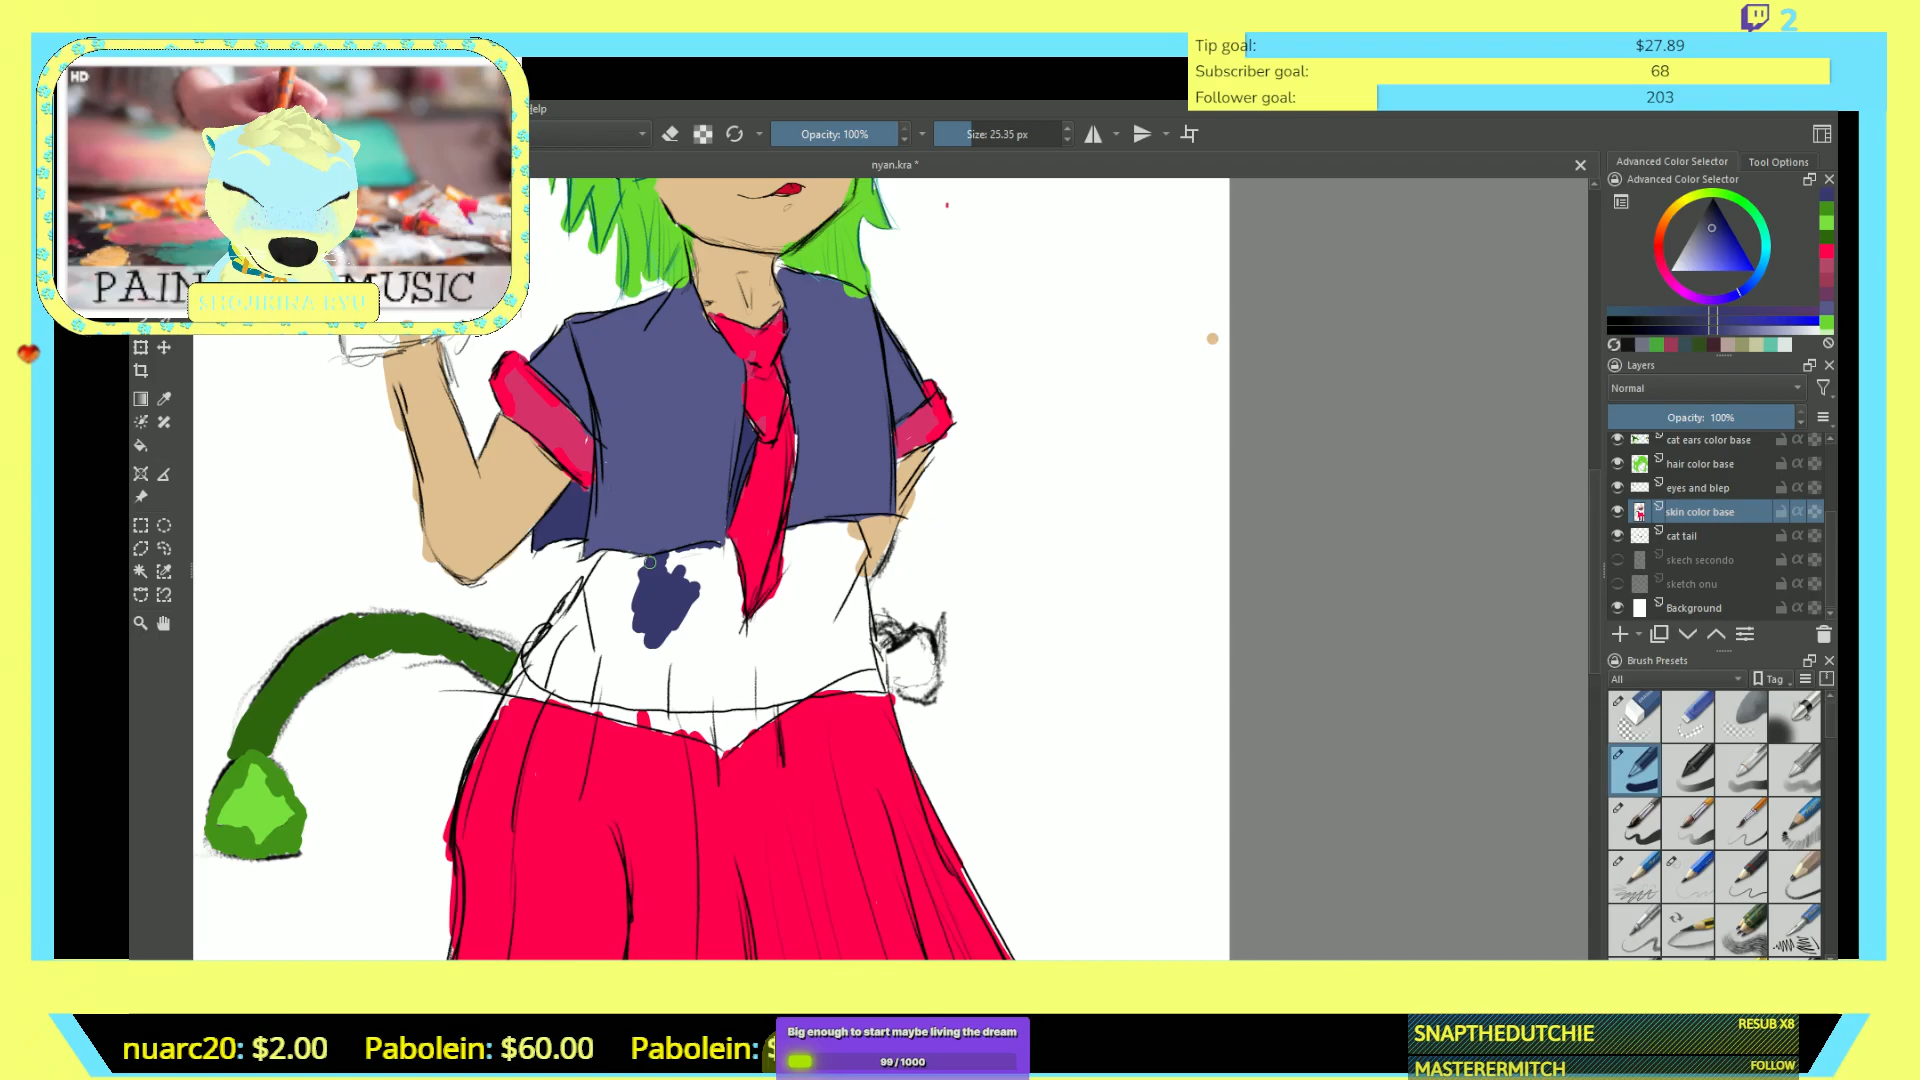 2
Tip goal:
$27.89
Subscriber goal:
68
Follower goal:
203
HD
elp
Opacity: 100%
Size: 25.35 px
nyan.kra *
Advanced Color Selector
Tool Options
Advanced Color Selector
SHOJIKIBA RYU
Layers
Normal
Opacity: 100%
cat ears color base
hair color base
eyes and blep
skin color base
cat tail
skech secondo
sketch onu
Background
Brush Presets
All
Tag
nuarc20: $2.00
Pabolein: $60.00
Pabolein:
Big enough to start maybe living the dream
99 / 1000
SNAPTHEDUTCHIE
RESUB X8
MASTERERMITCH
FOLLOW